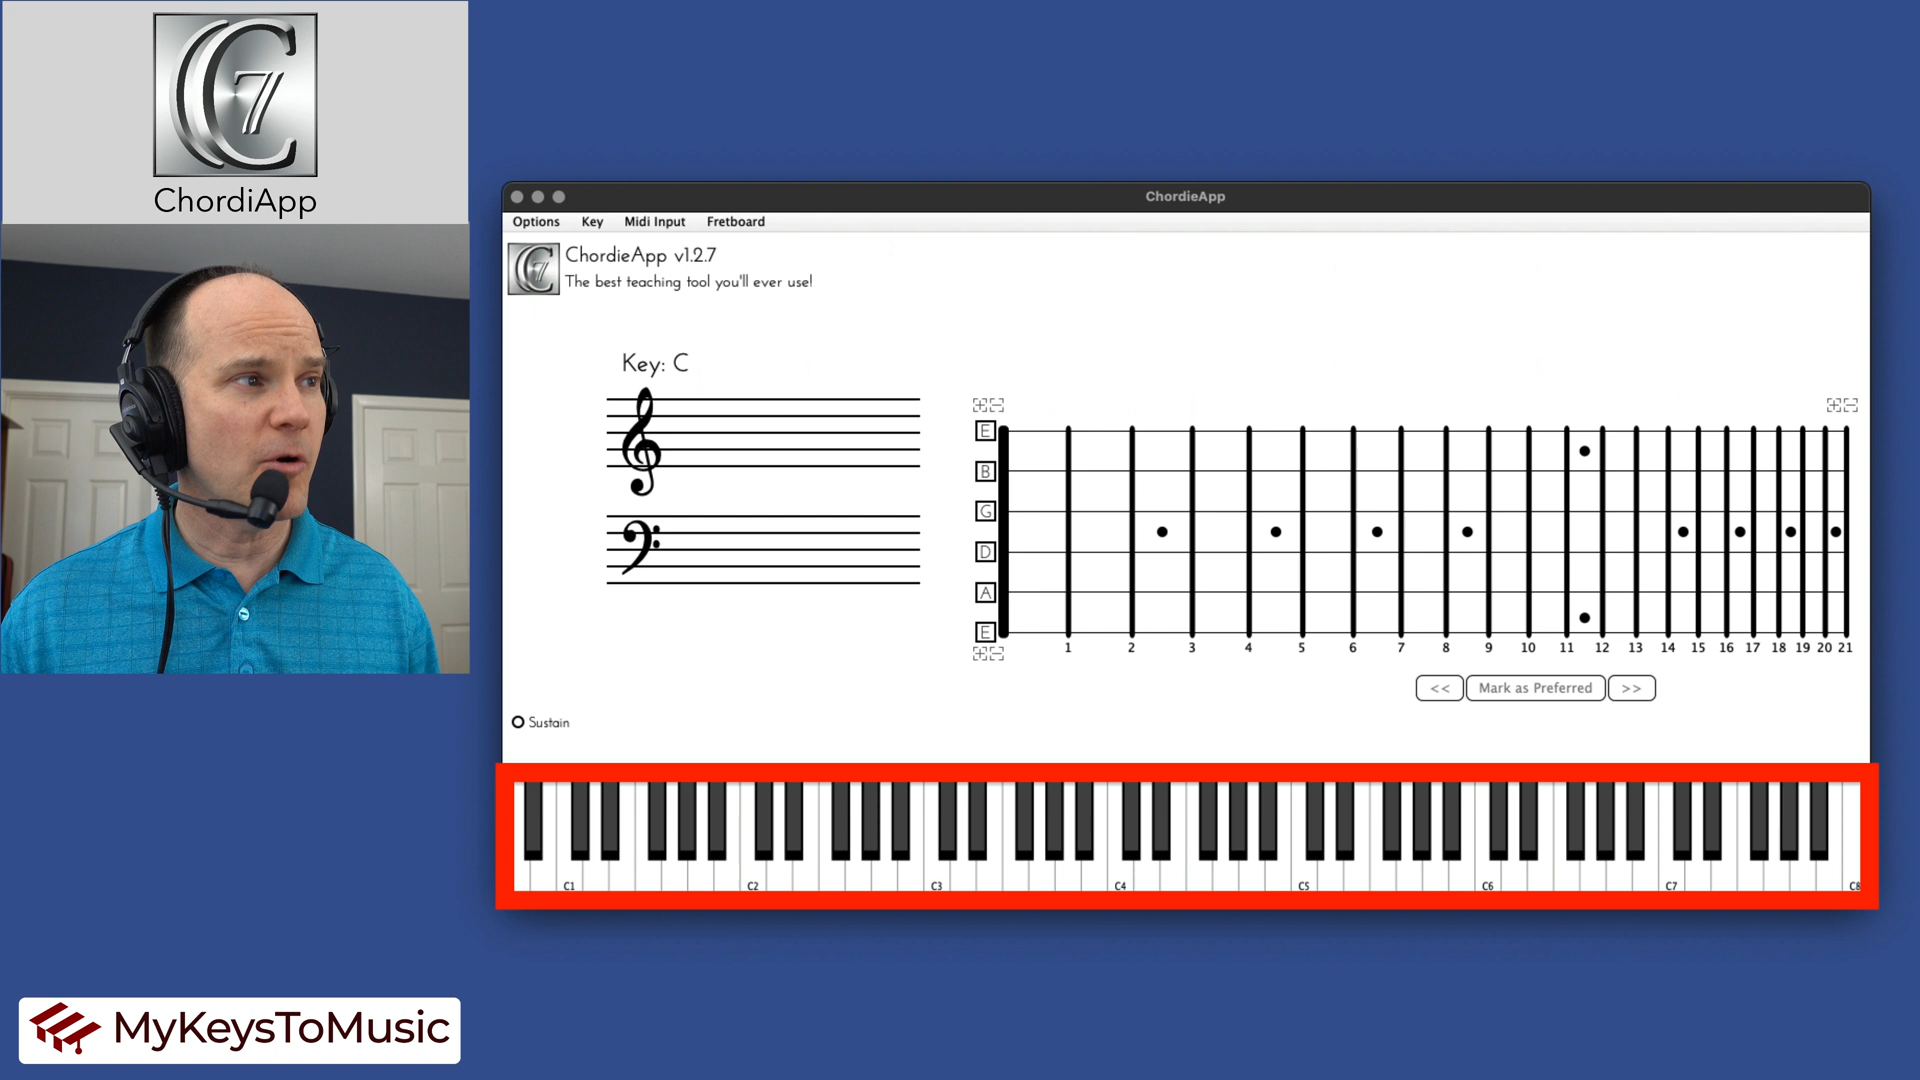 C7
ChordiApp
ChordieApp
Options Key Midi Input Fretboard
C7
ChordieApp v1.2.7
The best teaching tool you'll ever use!
Key: C
E
B
G
D
A
E
1 2 3 4 5 6 7 8 9 10 11 12 13 14 15 16 17 18 19 20 21
<< Mark as Preferred >>
Sustain
C1 C2 C3 C4 C5 C6 C7 C8
MyKeysToMusic